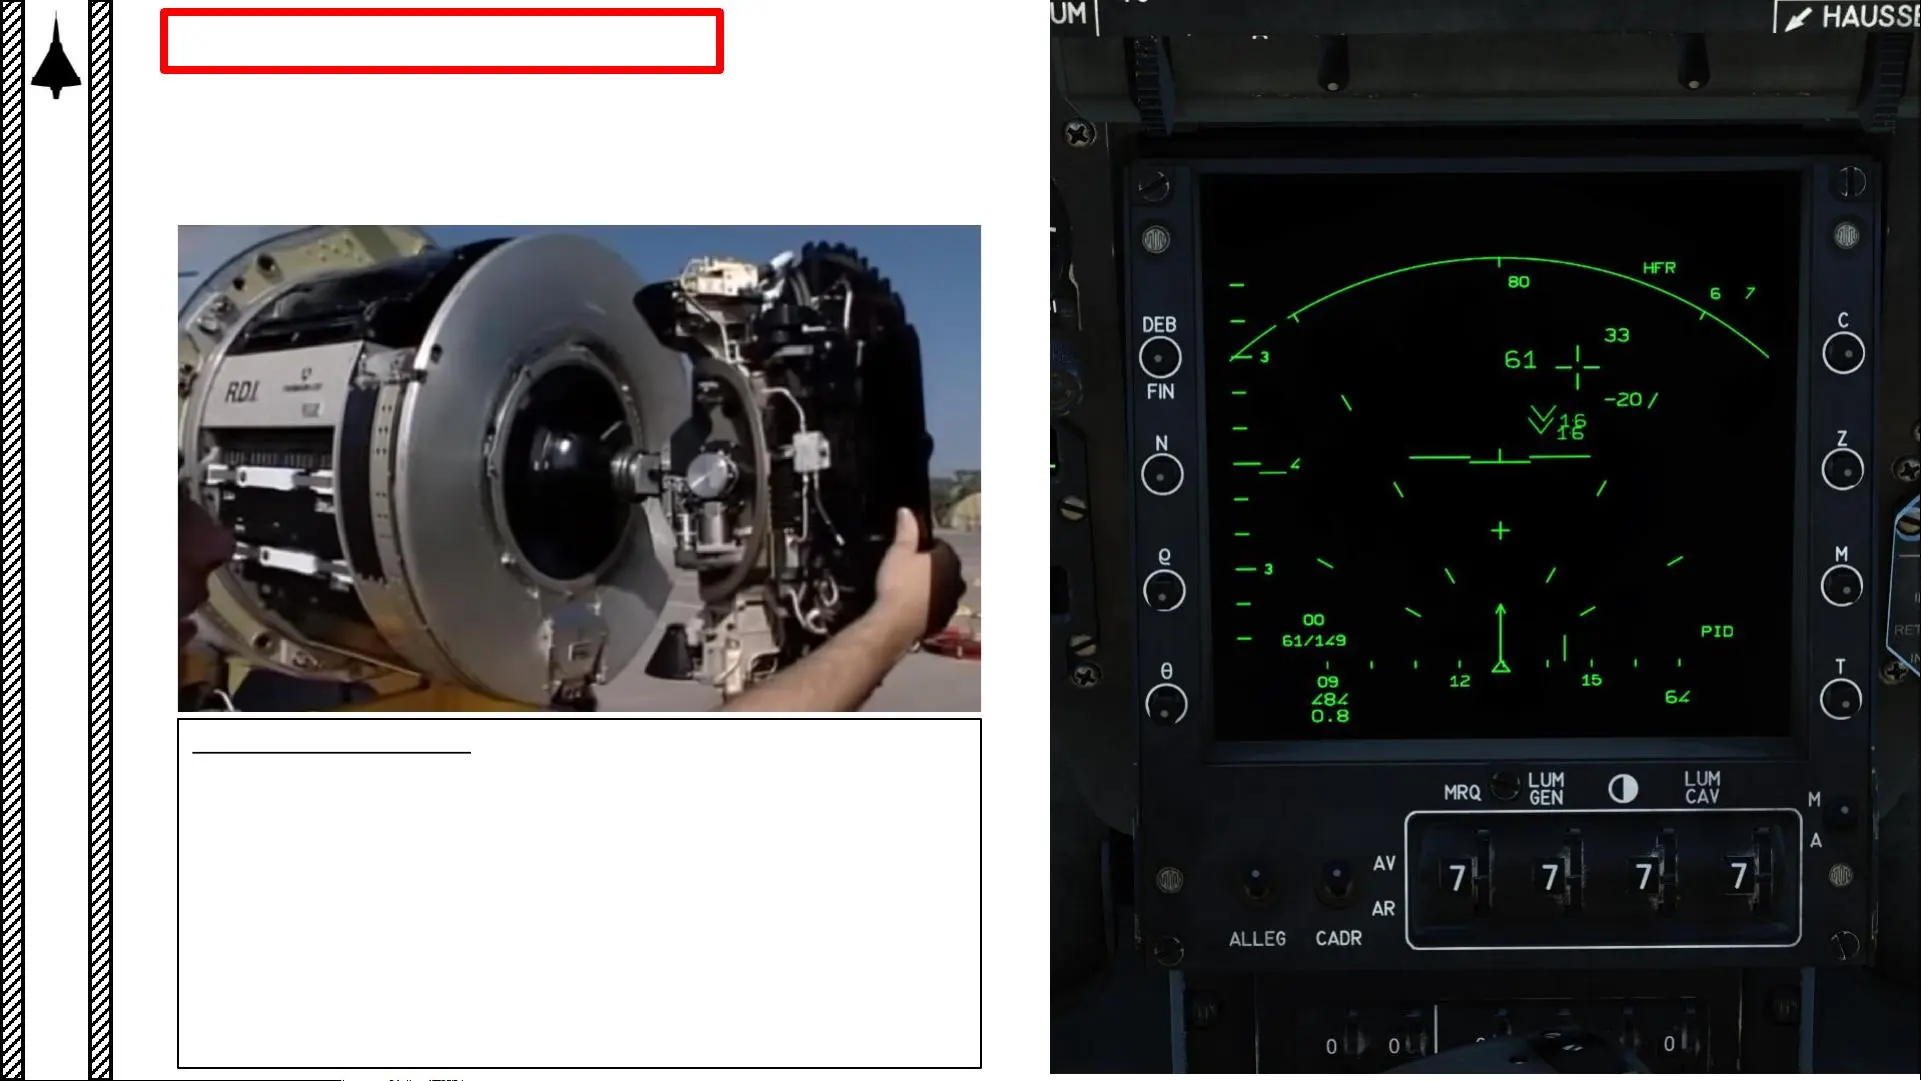 R.D.I.
UM
HAUSSE
DEB
FIN
N
ϱ
θ
C
Z
M
T
80
HFR
6 7
3
33
61
-20/
16
16
4
3
00
61/149
PID
09
12
15
484
64
0.8
MRQ
LUM
GEN
LUM
CAV
M
A
AV
AR
7 7 7 7
ALLEG
CADR
0 0
0
RET